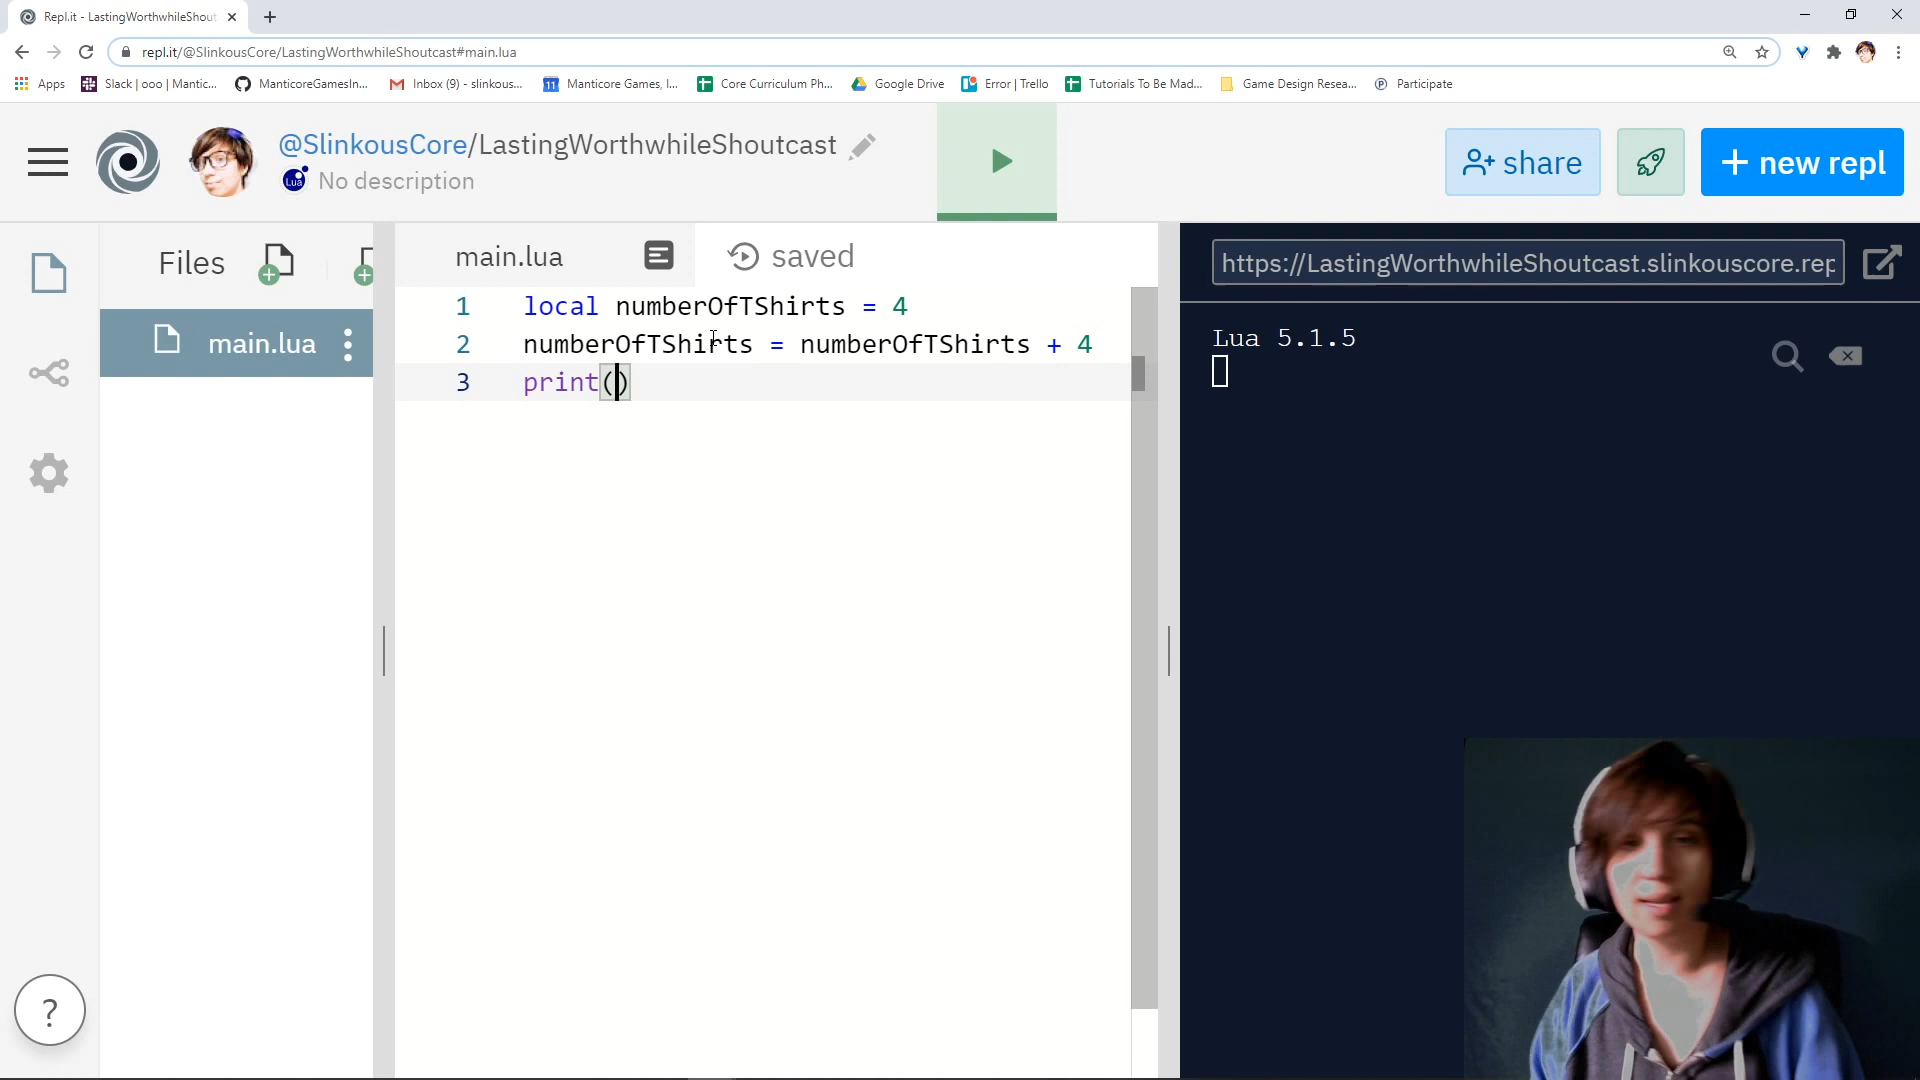 Repl.it - LastingWorthwhileShout
repl.it/@SlinkousCore/LastingWorthwhileShoutcast#main.lua
Apps Slack | ooo | Mantic... ManticoreGamesIn... Inbox (9) - slinkous... 11 Manticore Games, I... Core Curriculum Ph... Google Drive Error | Trello Tutorials To Be Mad... Game Design Resea... Participate
@SlinkousCore/LastingWorthwhileShoutcast
Lua No description
share
+ new repl
Files
main.lua
main.lua
saved
1 local numberOfTShirts = 4
2 numberOfTShirts = numberOfTShirts + 4
3 print()
https://LastingWorthwhileShoutcast.slinkouscore.rep
Lua 5.1.5
?